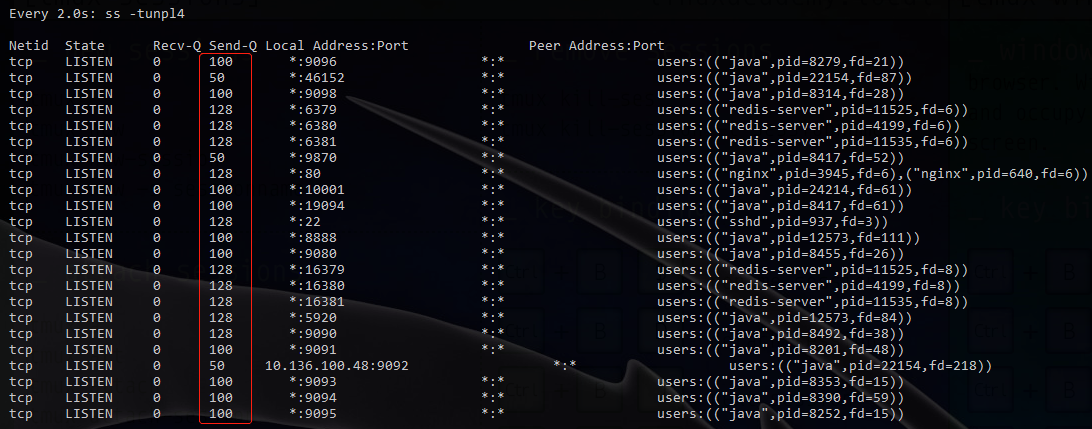 Every 2.0s: ss -tunpl4
Netid State Recv-Q Send-Q Local Address:Port Peer Address:Port
tcp LISTEN 0 100 *:9096 *:* users:(("java",pid=8279,fd=21))
tcp LISTEN 0 50 *:46152 *:* users:(("java",pid=22154,fd=87))
tcp LISTEN 0 100 *:9098 *:* users:(("java",pid=8314,fd=28))
tcp LISTEN 0 128 *:6379 *:* users:(("redis-server",pid=11525,fd=6))
tcp LISTEN 0 128 *:6380 *:* users:(("redis-server",pid=4199,fd=6))
tcp LISTEN 0 128 *:6381 *:* users:(("redis-server",pid=11535,fd=6))
tcp LISTEN 0 50 *:9870 *:* users:(("java",pid=8417,fd=52))
tcp LISTEN 0 128 *:80 *:* users:(("nginx",pid=3945,fd=6),("nginx",pid=640,fd=6))
tcp LISTEN 0 100 *:10001 *:* users:(("java",pid=24214,fd=61))
tcp LISTEN 0 100 *:19094 *:* users:(("java",pid=8417,fd=61))
tcp LISTEN 0 128 *:22 *:* users:(("sshd",pid=937,fd=3))
tcp LISTEN 0 100 *:8888 *:* users:(("java",pid=12573,fd=111))
tcp LISTEN 0 100 *:9080 *:* users:(("java",pid=8455,fd=26))
tcp LISTEN 0 128 *:16379 *:* users:(("redis-server",pid=11525,fd=8))
tcp LISTEN 0 128 *:16380 *:* users:(("redis-server",pid=4199,fd=8))
tcp LISTEN 0 128 *:16381 *:* users:(("redis-server",pid=11535,fd=8))
tcp LISTEN 0 128 *:5920 *:* users:(("java",pid=12573,fd=84))
tcp LISTEN 0 128 *:9090 *:* users:(("java",pid=8492,fd=38))
tcp LISTEN 0 100 *:9091 *:* users:(("java",pid=8201,fd=48))
tcp LISTEN 0 50 10.136.100.48:9092 *:* users:(("java",pid=22154,fd=218))
tcp LISTEN 0 100 *:9093 *:* users:(("java",pid=8353,fd=15))
tcp LISTEN 0 100 *:9094 *:* users:(("java",pid=8390,fd=59))
tcp LISTEN 0 100 *:9095 *:* users:(("java",pid=8252,fd=15))